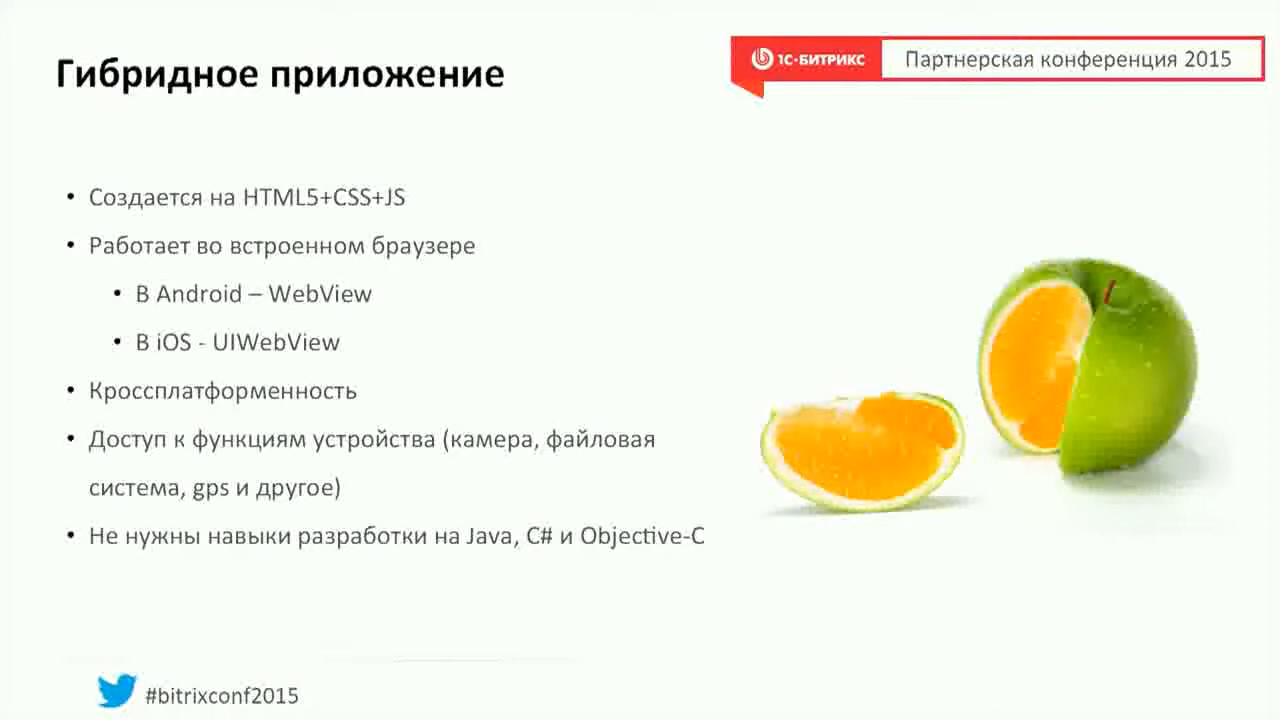 Гибридное приложение
1С-БИТРИКС
Партнерская конференция 2015
• Создается на HTML5+CSS+JS
• Работает во встроенном браузере
• В Android – WebView
• В iOS - UIWebView
• Кроссплатформенность
• Доступ к функциям устройства (камера, файловая
система, gps и другое)
• Не нужны навыки разработки на Java, C# и Objective-C
#bitrixconf2015